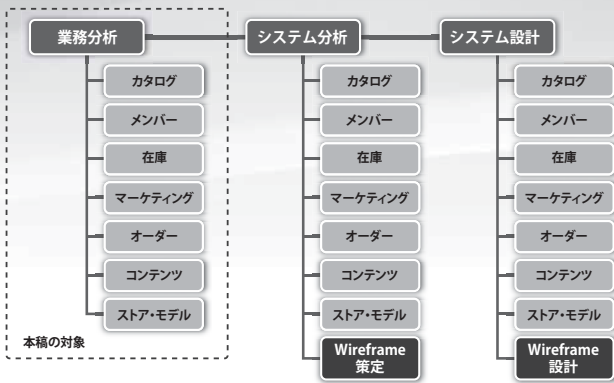 業務分析
カタログ
メンバー
在庫
マーケティング
オーダー
コンテンツ
ストア・モデル
本稿の対象
システム分析
カタログ
メンバー
在庫
マーケティング
オーダー
コンテンツ
ストア・モデル
Wireframe
策定
システム設計
カタログ
メンバー
在庫
マーケティング
オーダー
コンテンツ
ストア・モデル
Wireframe
設計